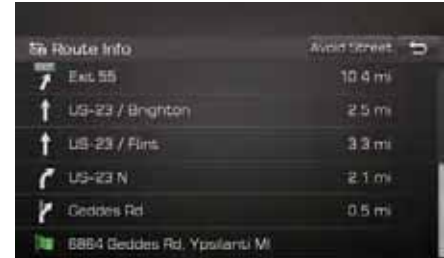 Route Info Avoid Street
Exit 55 10.4 mi
US-23 / Brighton 2.5 mi
US-23 / Flint 3.3 mi
US-23 N 2.1 mi
Geddes Rd 0.5 mi
6864 Geddes Rd, Ypsilanti MI